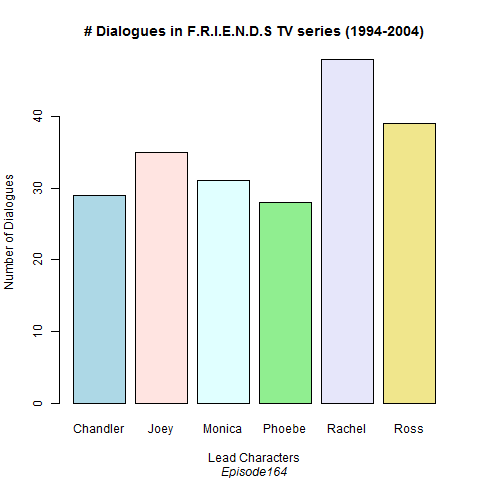 # Dialogues in F.R.I.E.N.D.S TV series (1994-2004)
Number of Dialogues
40
30
20
10
0
Chandler Joey Monica Phoebe Rachel Ross
Lead Characters
Episode164